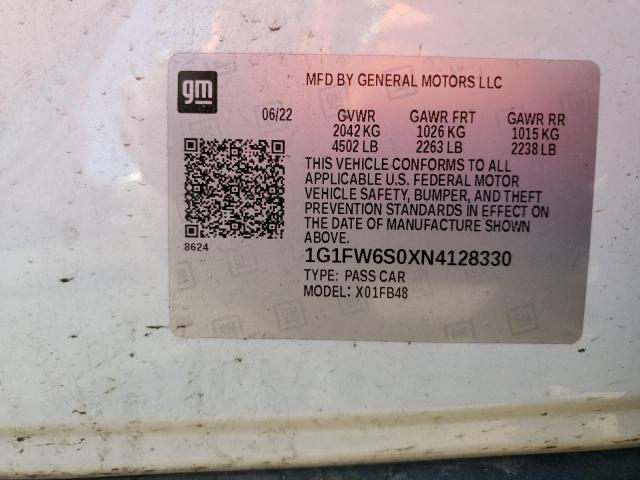 gm
MFD BY GENERAL MOTORS LLC
06/22 GVWR GAWR FRT GAWR RR
2042 KG 1026 KG 1015 KG
4502 LB 2263 LB 2238 LB
THIS VEHICLE CONFORMS TO ALL
APPLICABLE U.S. FEDERAL MOTOR
VEHICLE SAFETY, BUMPER, AND THEFT
PREVENTION STANDARDS IN EFFECT ON
THE DATE OF MANUFACTURE SHOWN
ABOVE.
8624
1G1FW6S0XN4128330
TYPE: PASS CAR
MODEL: X01FB48